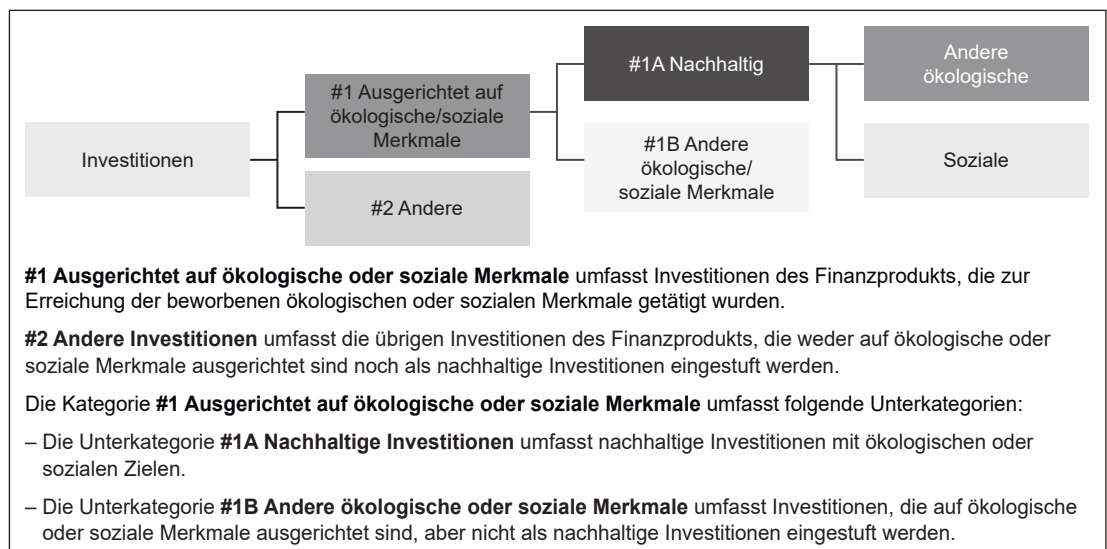 Investitionen
#1 Ausgerichtet auf
ökologische/soziale
Merkmale
#2 Andere
#1A Nachhaltig
#1B Andere
ökologische/
soziale Merkmale
Andere
ökologische
Soziale
#1 Ausgerichtet auf ökologische oder soziale Merkmale umfasst Investitionen des Finanzprodukts, die zur
Erreichung der beworbenen ökologischen oder sozialen Merkmale getätigt wurden.
#2 Andere Investitionen umfasst die übrigen Investitionen des Finanzprodukts, die weder auf ökologische oder
soziale Merkmale ausgerichtet sind noch als nachhaltige Investitionen eingestuft werden.
Die Kategorie #1 Ausgerichtet auf ökologische oder soziale Merkmale umfasst folgende Unterkategorien:
– Die Unterkategorie #1A Nachhaltige Investitionen umfasst nachhaltige Investitionen mit ökologischen oder
sozialen Zielen.
– Die Unterkategorie #1B Andere ökologische oder soziale Merkmale umfasst Investitionen, die auf ökologische
oder soziale Merkmale ausgerichtet sind, aber nicht als nachhaltige Investitionen eingestuft werden.